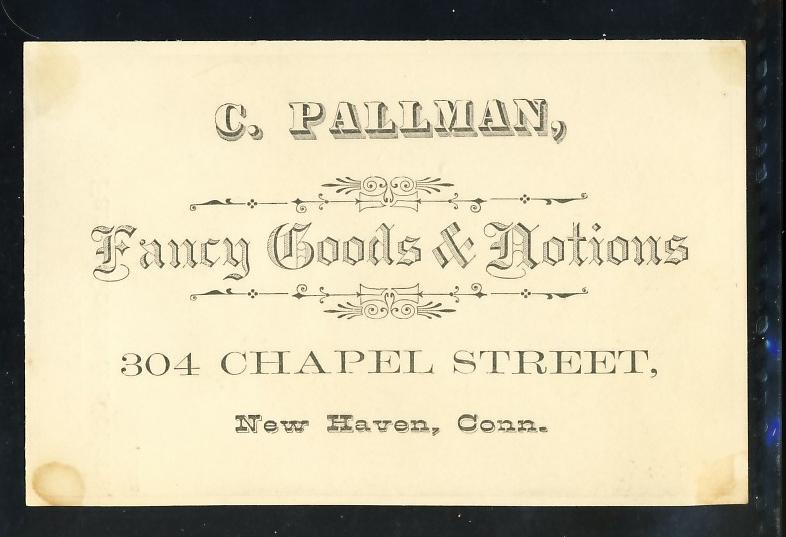 C. PALLMAN,
Fancy Goods & Notions
304 CHAPEL STREET,
New Haven, Conn.